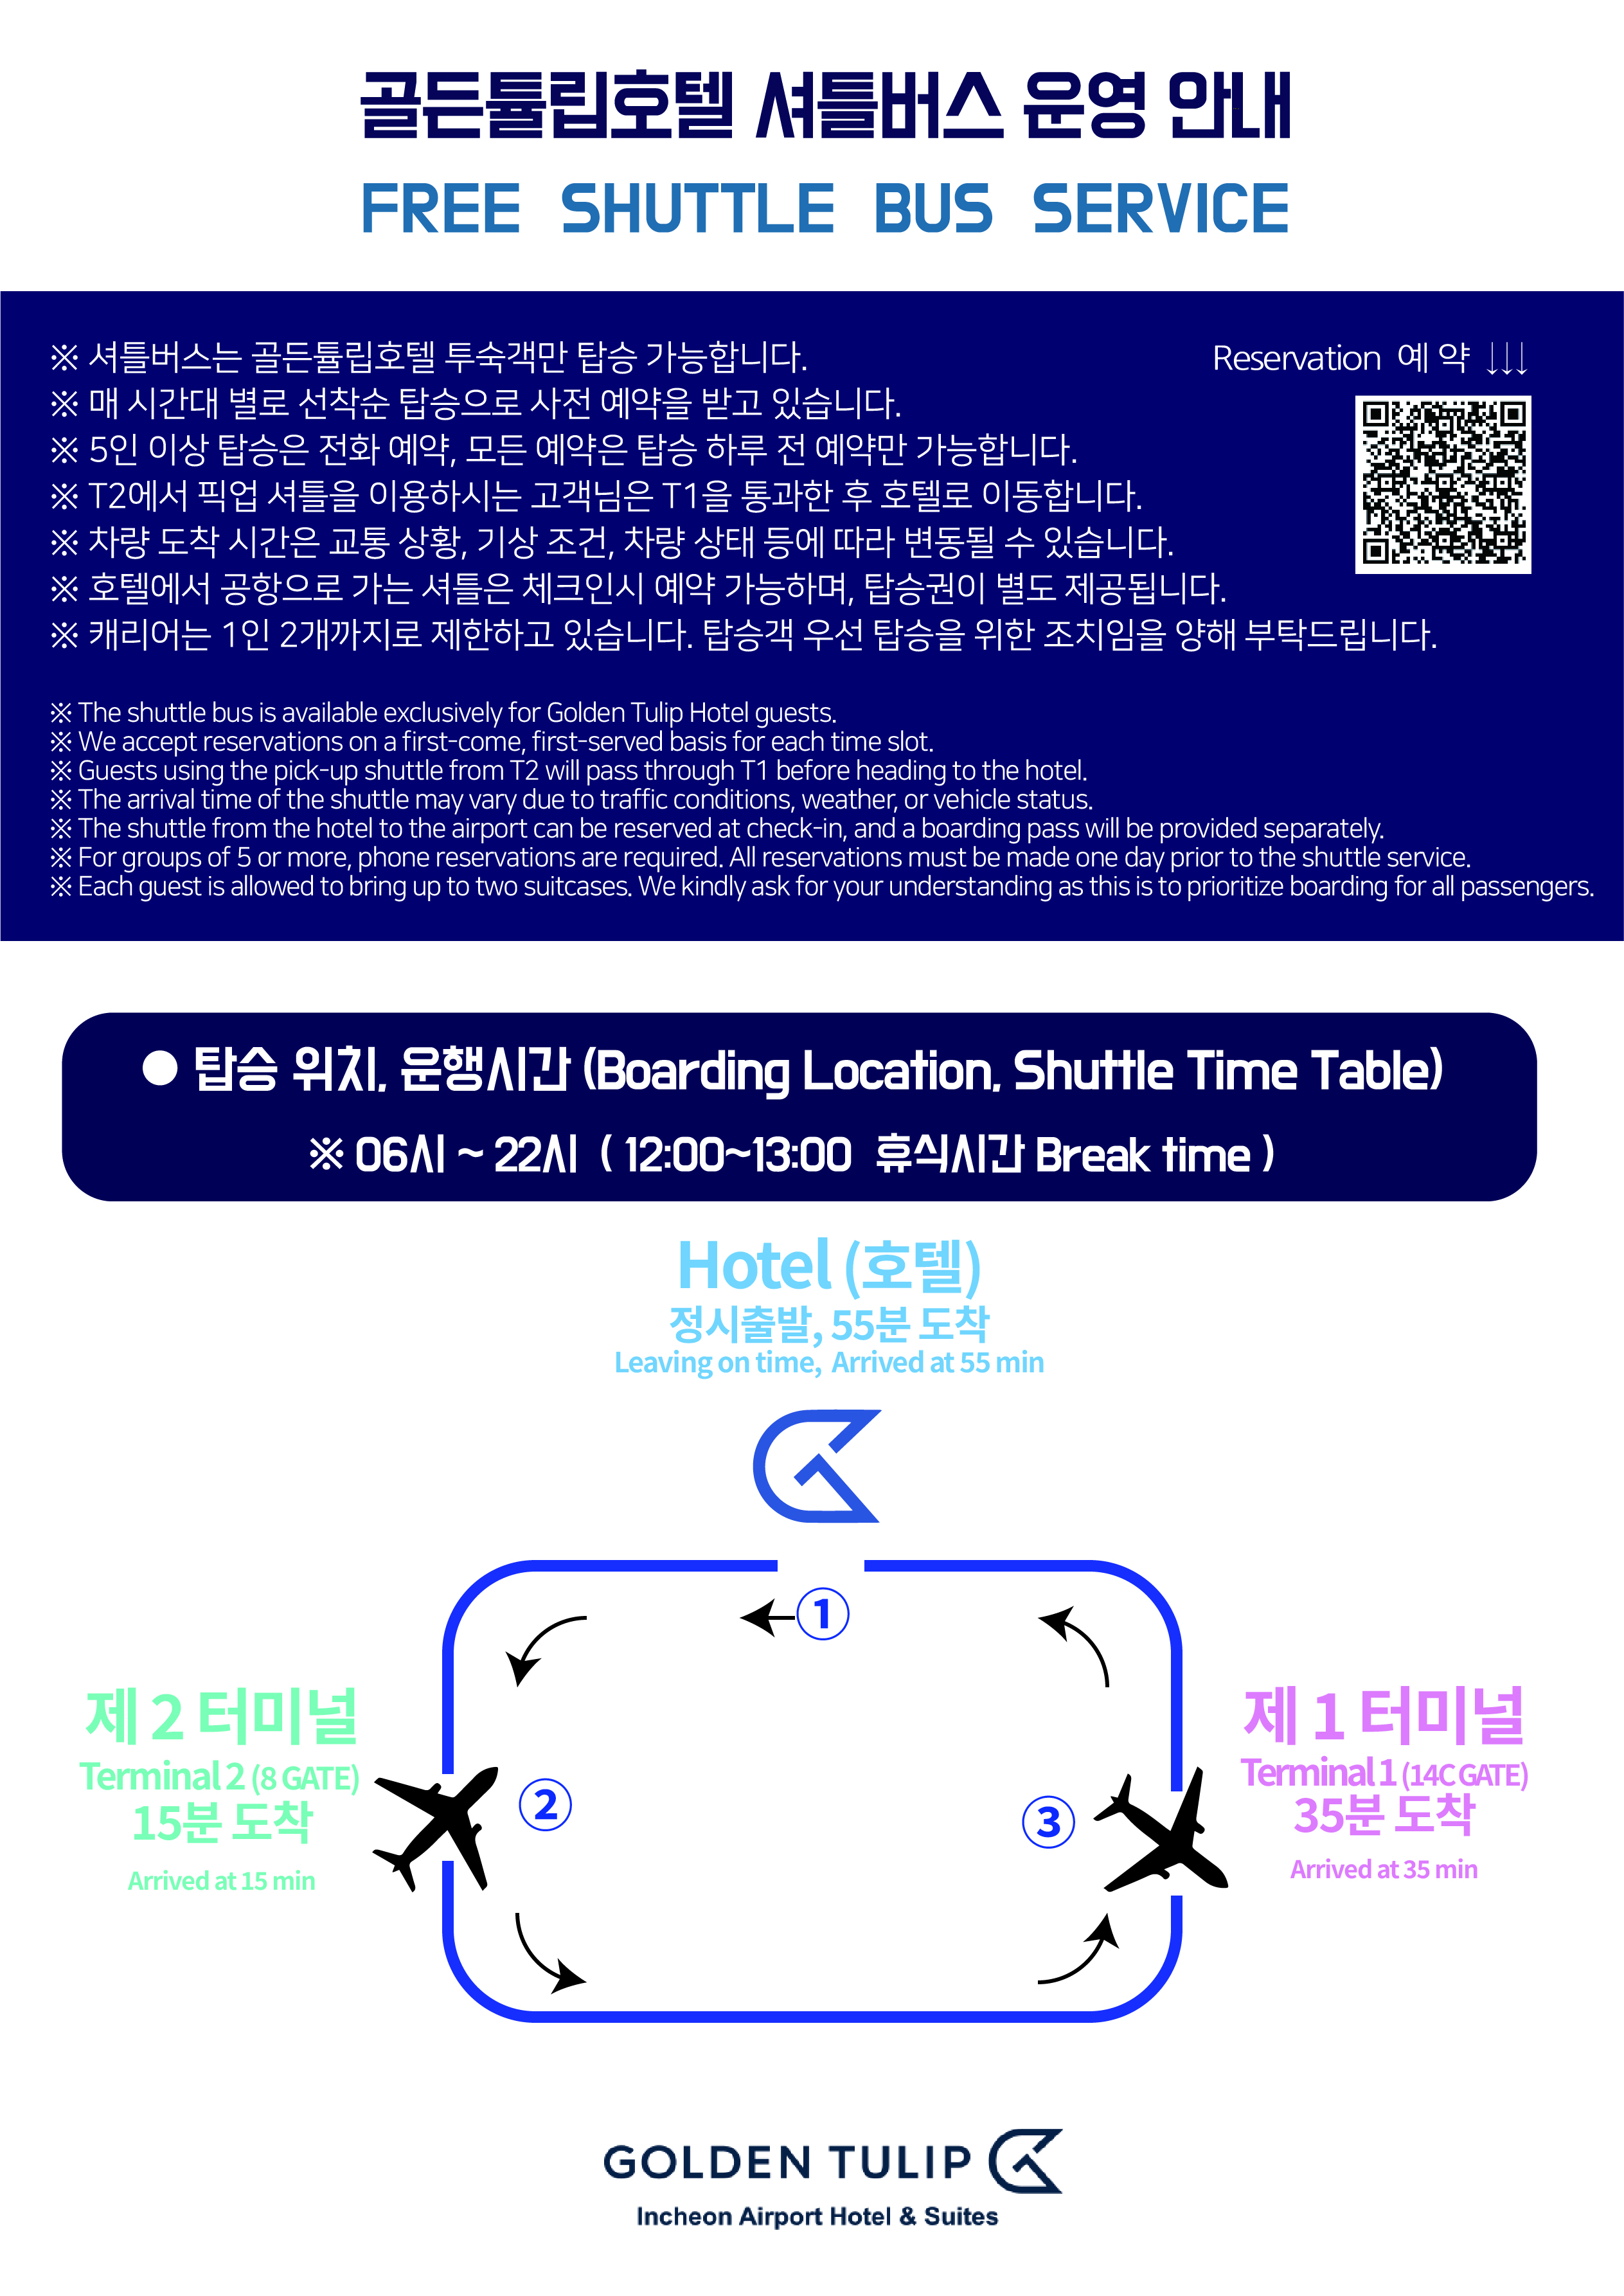 골든튤립호텔 셔틀버스 운영 안내
FREE SHUTTLE BUS SERVICE
※ 셔틀버스는 골든튤립호텔 투숙객만 탑승 가능합니다.
※ 매 시간대 별로 선착순 탑승으로 사전 예약을 받고 있습니다.
※ 5인 이상 탑승은 전화 예약, 모든 예약은 탑승 하루 전 예약만 가능합니다.
※ T2에서 픽업 셔틀을 이용하시는 고객님은 T1을 통과한 후 호텔로 이동합니다.
※ 차량 도착 시간은 교통 상황, 기상 조건, 차량 상태 등에 따라 변동될 수 있습니다.
※ 호텔에서 공항으로 가는 셔틀은 체크인시 예약 가능하며, 탑승권이 별도 제공됩니다.
※ 캐리어는 1인 2개까지로 제한하고 있습니다. 탑승객 우선 탑승을 위한 조치임을 양해 부탁드립니다.
Reservation 예 약 ↓↓↓
※ The shuttle bus is available exclusively for Golden Tulip Hotel guests.
※ We accept reservations on a first-come, first-served basis for each time slot.
※ Guests using the pick-up shuttle from T2 will pass through T1 before heading to the hotel.
※ The arrival time of the shuttle may vary due to traffic conditions, weather, or vehicle status.
※ The shuttle from the hotel to the airport can be reserved at check-in, and a boarding pass will be provided separately.
※ For groups of 5 or more, phone reservations are required. All reservations must be made one day prior to the shuttle service.
※ Each guest is allowed to bring up to two suitcases. We kindly ask for your understanding as this is to prioritize boarding for all passengers.
● 탑승 위치, 운행시간 (Boarding Location, Shuttle Time Table)
※ 06시 ~ 22시 ( 12:00~13:00 휴식시간 Break time )
Hotel (호텔)
정시출발, 55분 도착
Leaving on time, Arrived at 55 min
①
제 2 터미널
Terminal 2 (8 GATE)
15분 도착
Arrived at 15 min
②
③
제 1 터미널
Terminal 1 (14C GATE)
35분 도착
Arrived at 35 min
GOLDEN TULIP
Incheon Airport Hotel & Suites